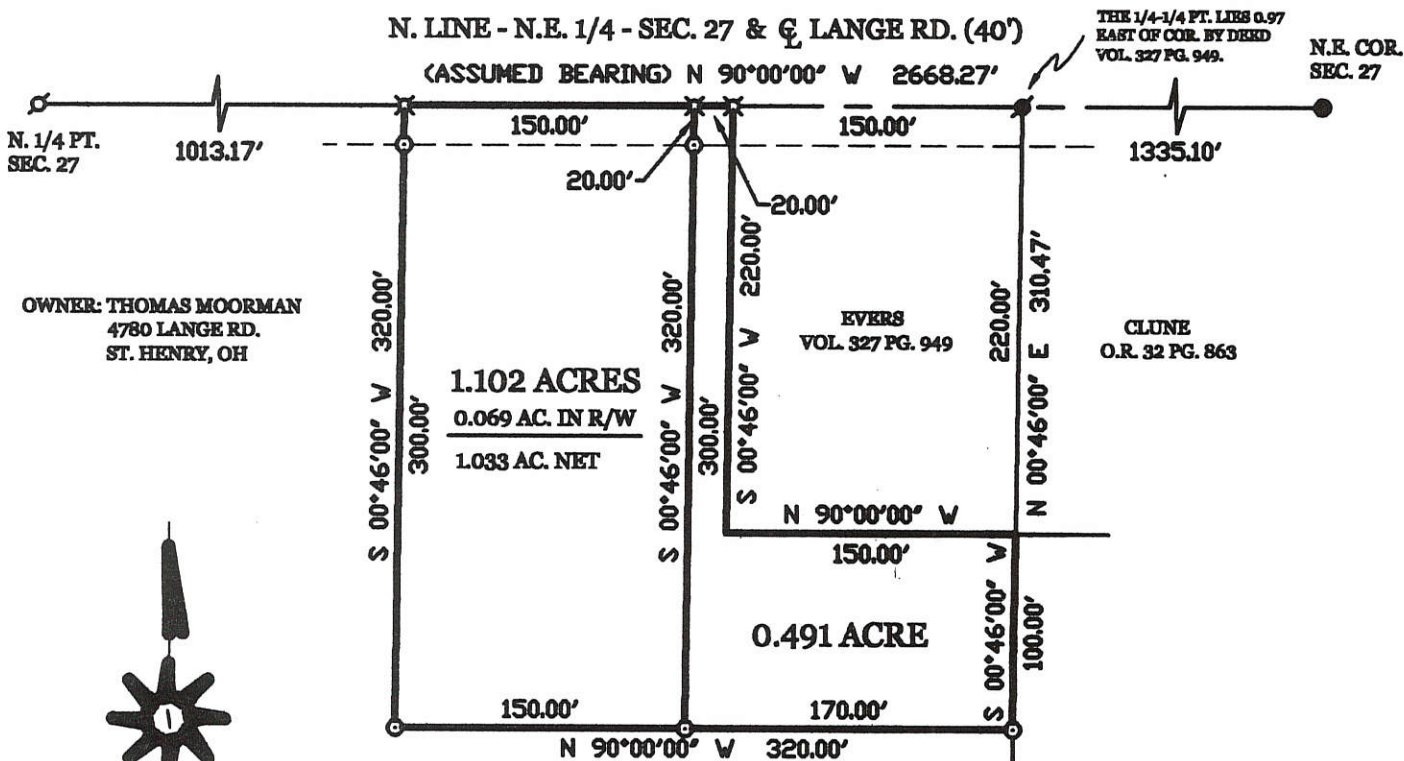 N. LINE - N.E. 1/4 - SEC. 27 & ℄ LANGE RD. (40')
THE 1/4-1/4 PT. LIES 0.97
EAST OF COR. BY DEED
VOL. 327 PG. 949.
N.E. COR.
SEC. 27
(ASSUMED BEARING) N 90°00'00" W 2668.27'
N. 1/4 PT.
SEC. 27
1013.17'
150.00'
150.00'
1335.10'
20.00'
20.00'
OWNER: THOMAS MOORMAN
4780 LANGE RD.
ST. HENRY, OH
S 00°46'00" W 320.00'
300.00'
1.102 ACRES
0.069 AC. IN R/W
1.033 AC. NET
S 00°46'00" W 320.00'
300.00'
S 00°46'00" W 220.00'
EVERS
VOL. 327 PG. 949
220.00'
N 00°46'00" E 310.47'
CLUNE
O.R. 32 PG. 863
N 90°00'00" W
150.00'
0.491 ACRE
S 00°46'00" W
100.00'
150.00'
170.00'
N 90°00'00" W 320.00'